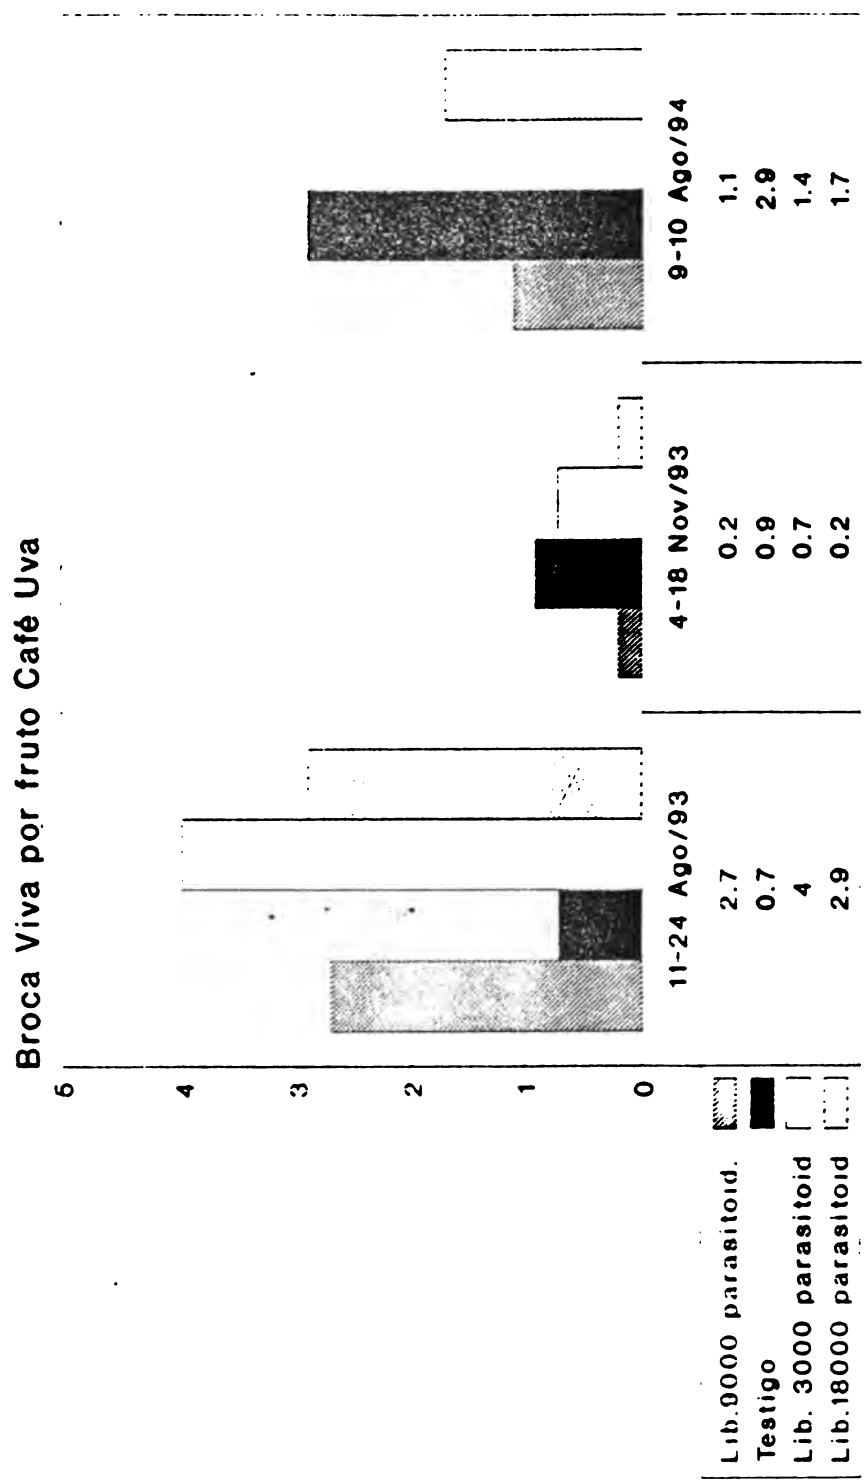 Broca Viva por fruto Café Uva
5
4
3
2
1
0
11-24 Ago/93 4-18 Nov/93 9-10 Ago/94
Lib.9000 parasitoid. 2.7 0.2 1.1
Testigo 0.7 0.9 2.9
Lib. 3000 parasitoid 4 0.7 1.4
Lib.18000 parasitoid 2.9 0.2 1.7